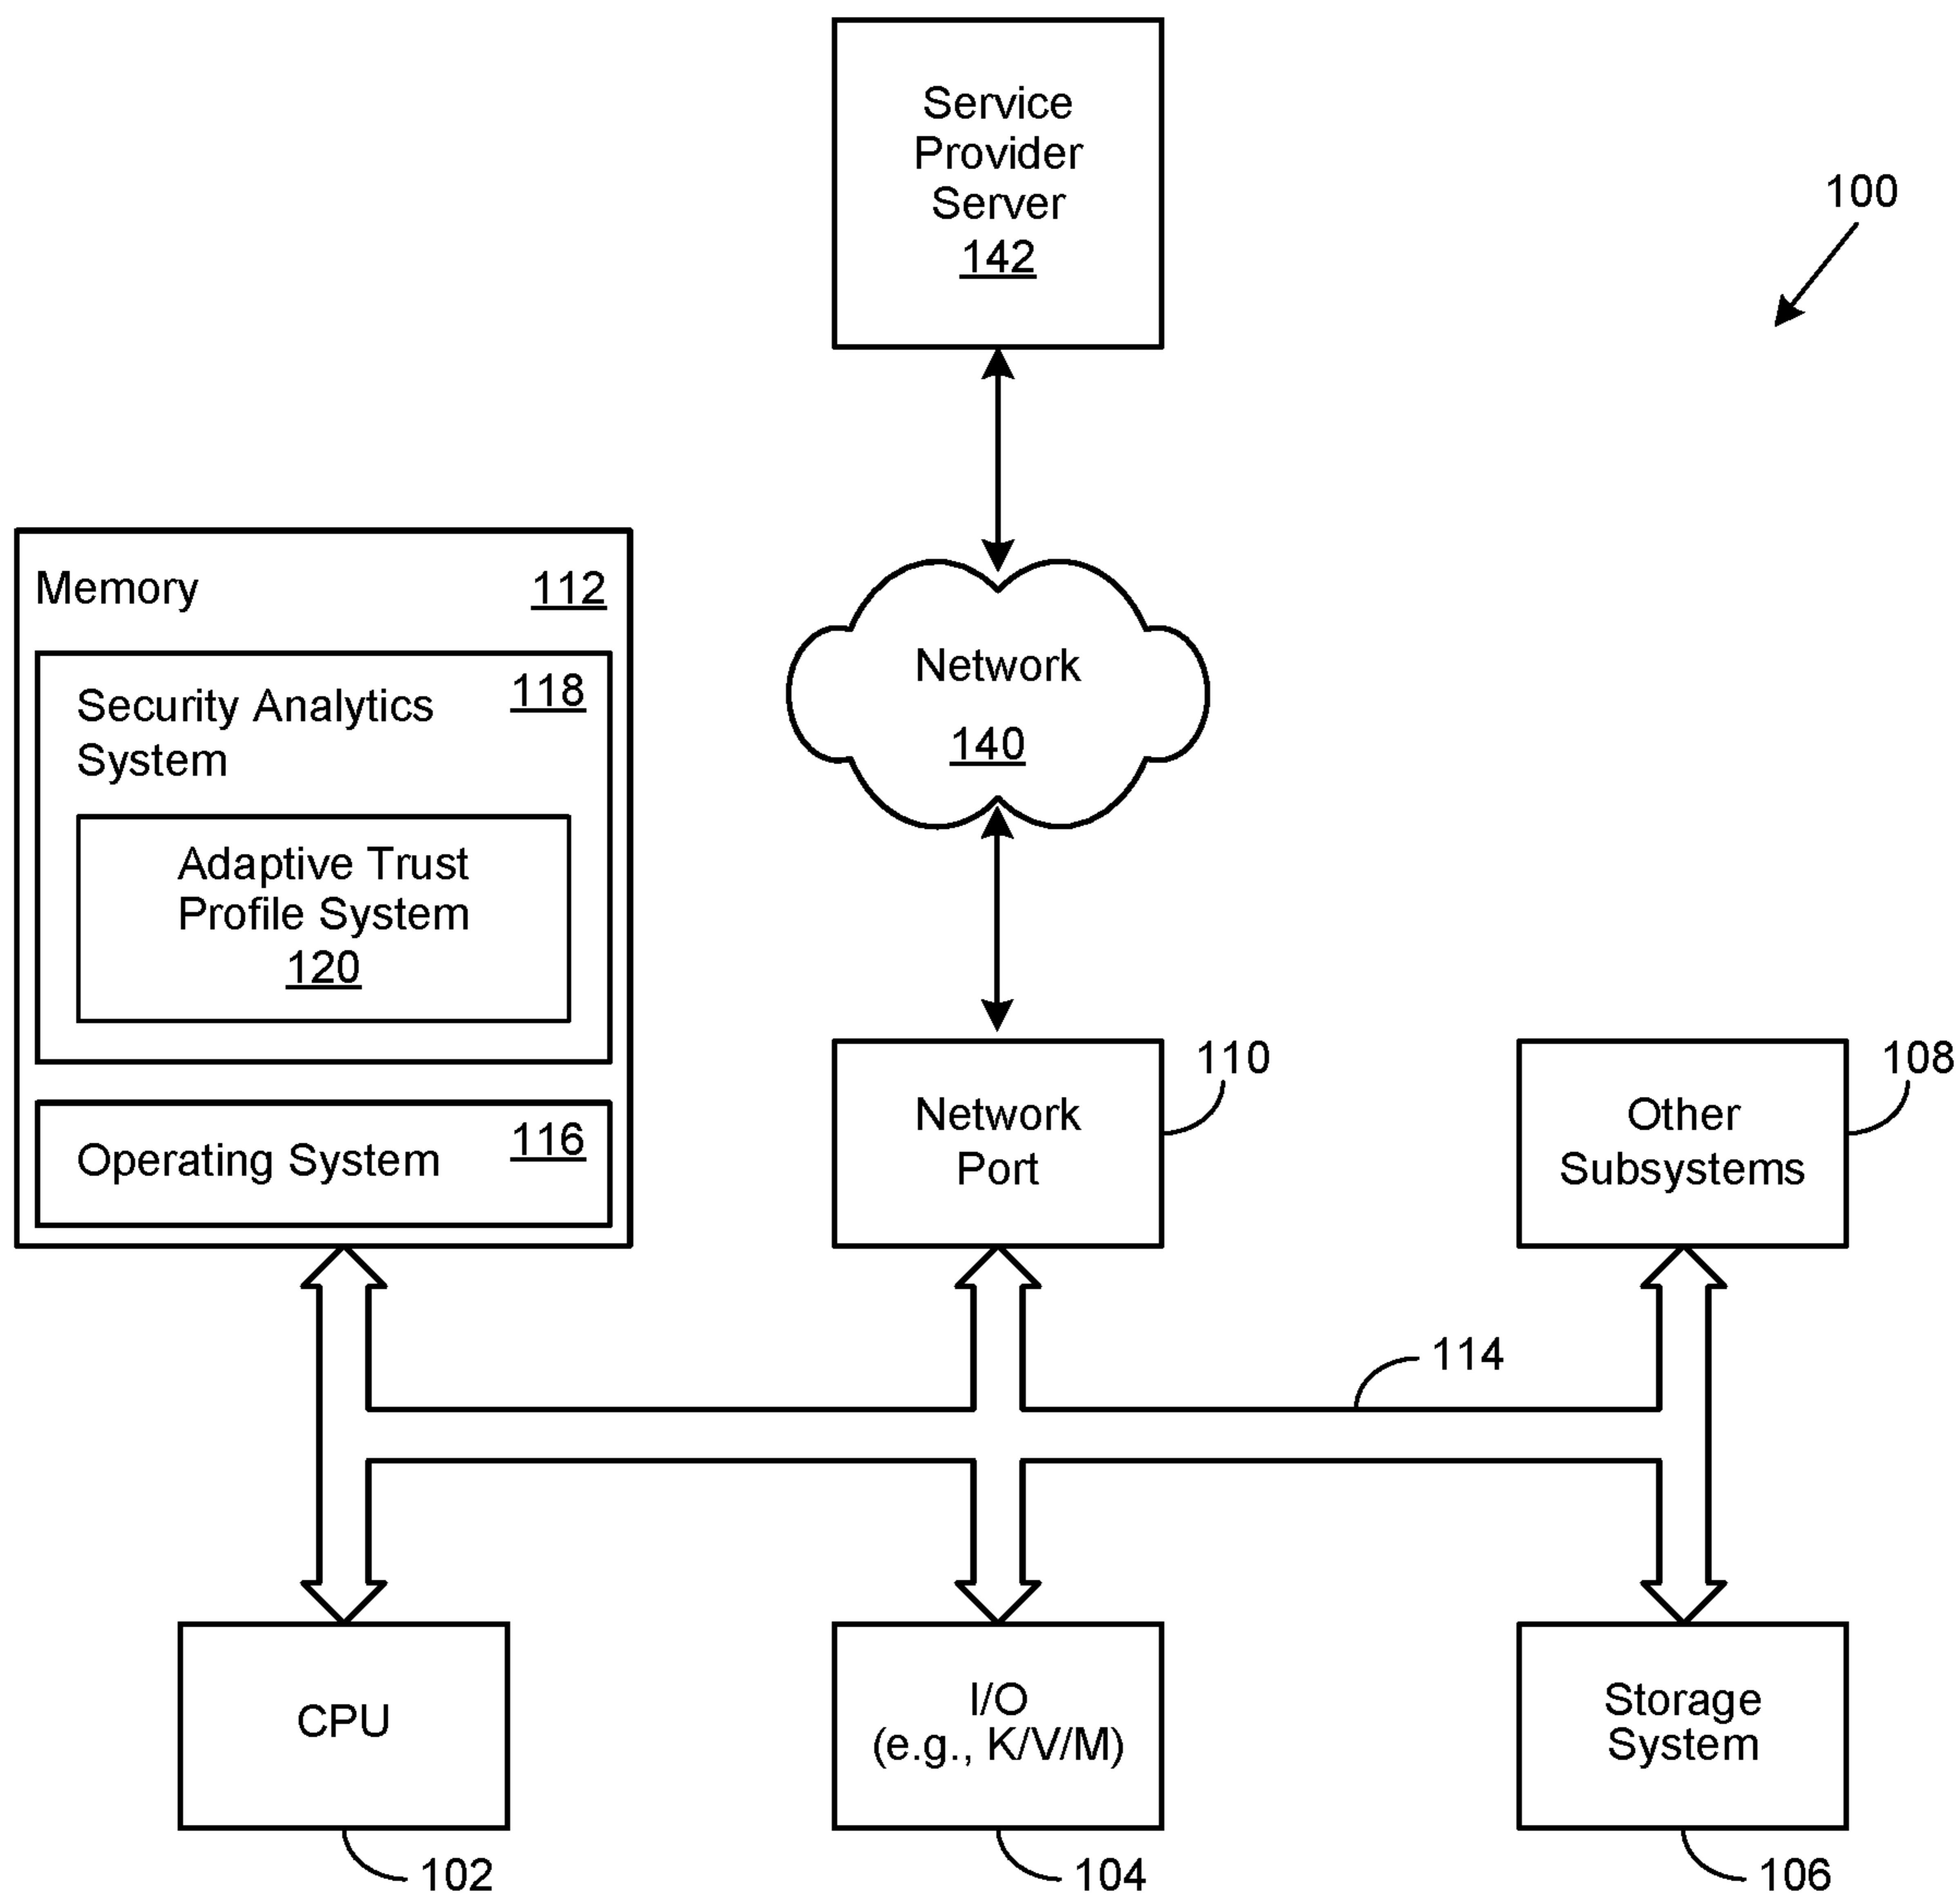 Service
Provider
Server
142
100
Memory 112
Security Analytics 118
System
Adaptive Trust
Profile System
120
Operating System 116
Network
140
Network
Port
110
Other
Subsystems
108
114
CPU
102
I/O
(e.g., K/V/M)
104
Storage
System
106